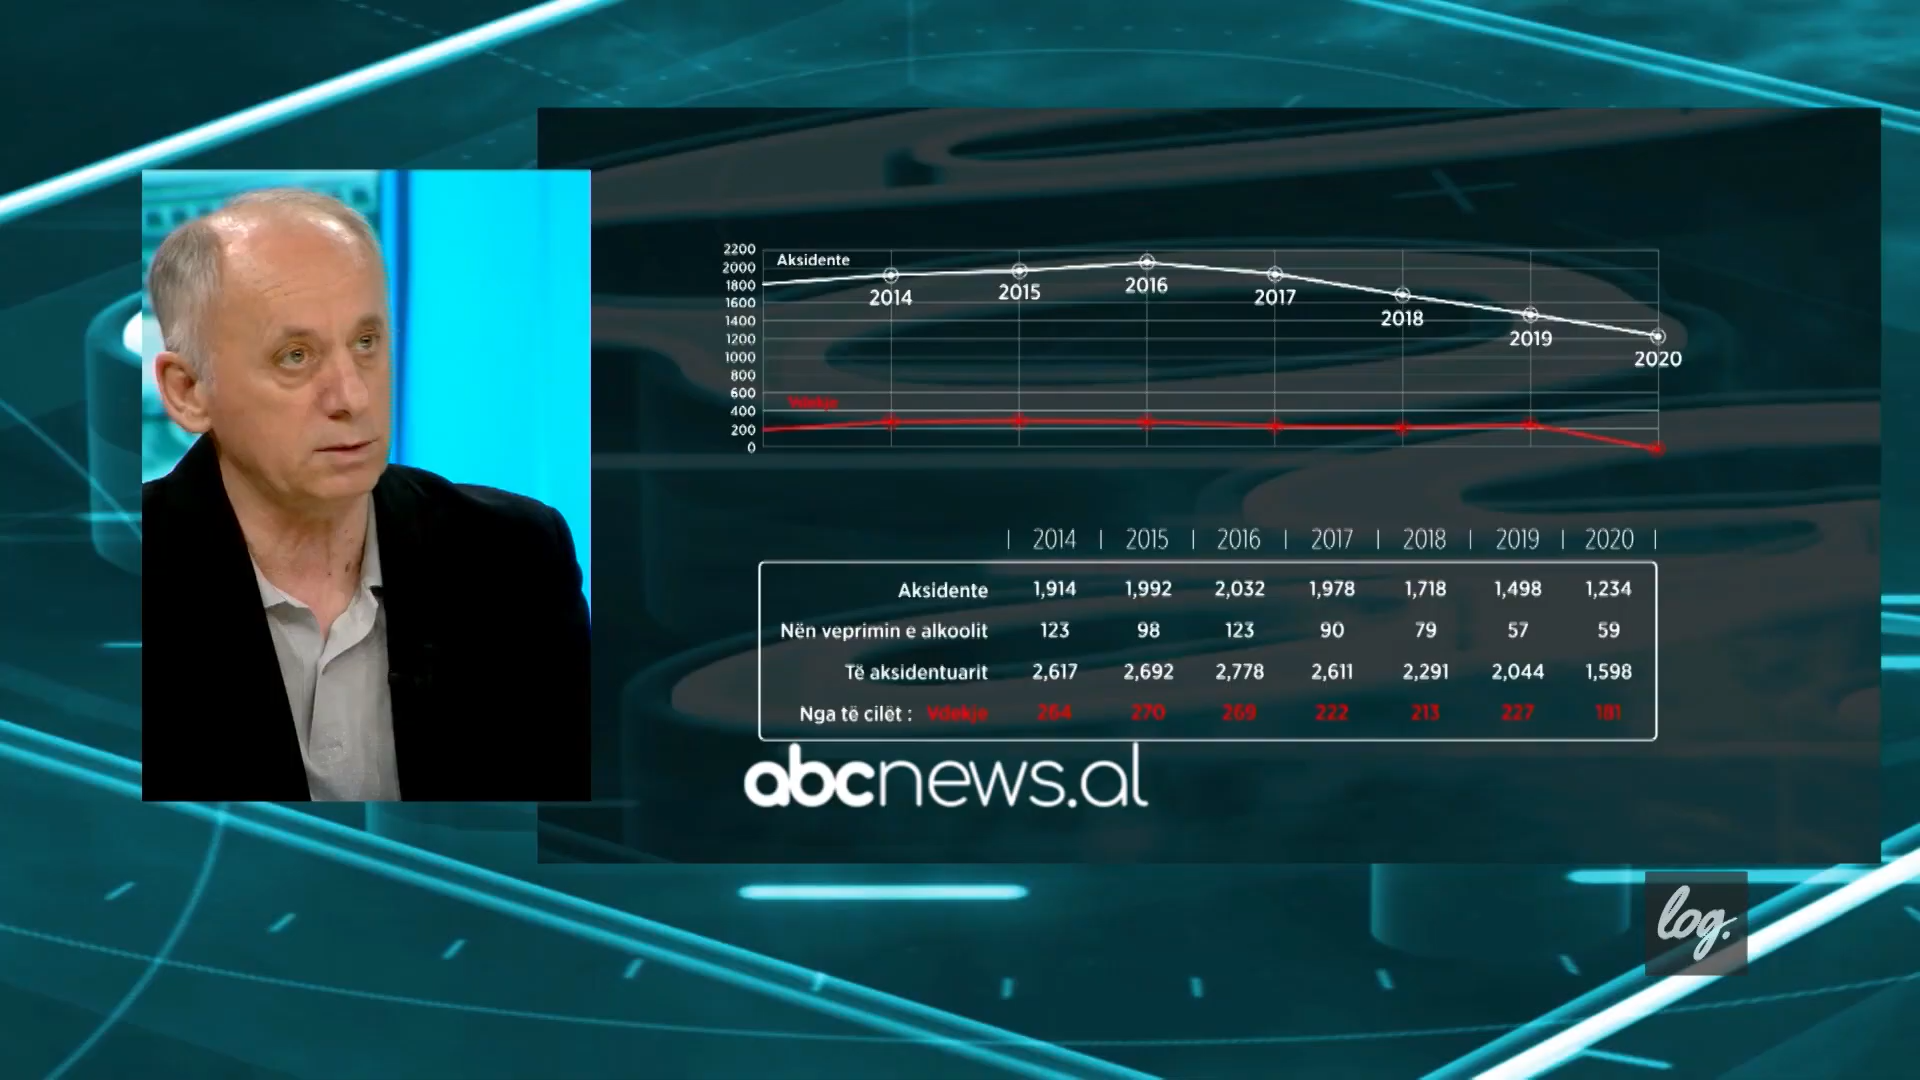 2200
Aksidente
2000
1800
1600
1400
1200
1000
800
600
400
200
0
2014
2015
2016
2017
2018
2019
2020
Vdekje
2014 2015 2016 2017 2018 2019 2020
Aksidente 1,914 1,992 2,032 1,978 1,718 1,498 1,234
Nën veprimin e alkoolit 123 98 123 90 79 57 59
Të aksidentuarit 2,617 2,692 2,778 2,611 2,291 2,044 1,598
Nga të cilët : Vdekje 264 270 269 222 213 227 181
abcnews.al
log.